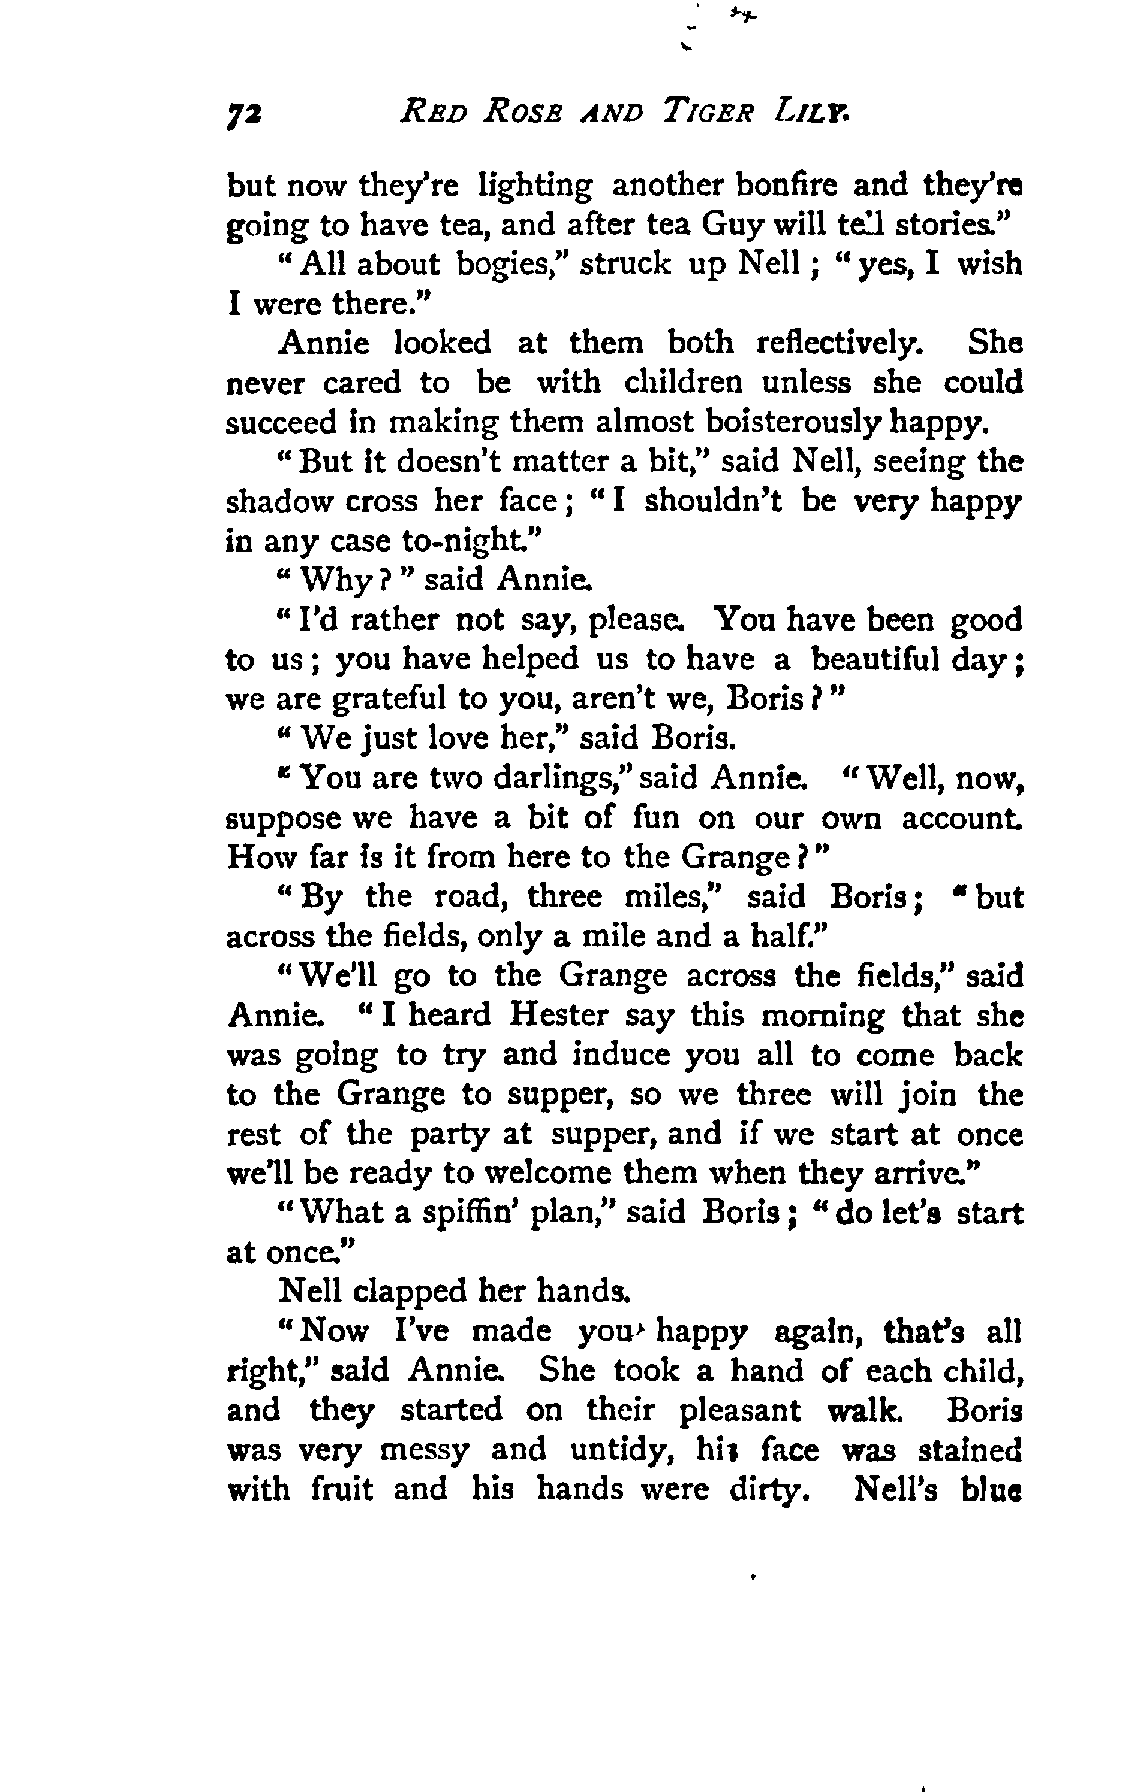 72 RED ROSE AND TIGER LILY.
but now they're lighting another bonfire and they're
going to have tea, and after tea Guy will tell stories."
"All about bogies," struck up Nell; "yes, I wish
I were there."
Annie looked at them both reflectively. She
never cared to be with children unless she could
succeed in making them almost boisterously happy.
"But it doesn't matter a bit," said Nell, seeing the
shadow cross her face; "I shouldn't be very happy
in any case to-night."
"Why?" said Annie.
"I'd rather not say, please. You have been good
to us; you have helped us to have a beautiful day;
we are grateful to you, aren't we, Boris?"
"We just love her," said Boris.
"You are two darlings," said Annie. "Well, now,
suppose we have a bit of fun on our own account.
How far is it from here to the Grange?"
"By the road, three miles," said Boris; "but
across the fields, only a mile and a half."
"We'll go to the Grange across the fields," said
Annie. "I heard Hester say this morning that she
was going to try and induce you all to come back
to the Grange to supper, so we three will join the
rest of the party at supper, and if we start at once
we'll be ready to welcome them when they arrive."
"What a spiffin' plan," said Boris; "do let's start
at once."
Nell clapped her hands.
"Now I've made you happy again, that's all
right," said Annie. She took a hand of each child,
and they started on their pleasant walk. Boris
was very messy and untidy, his face was stained
with fruit and his hands were dirty. Nell's blue